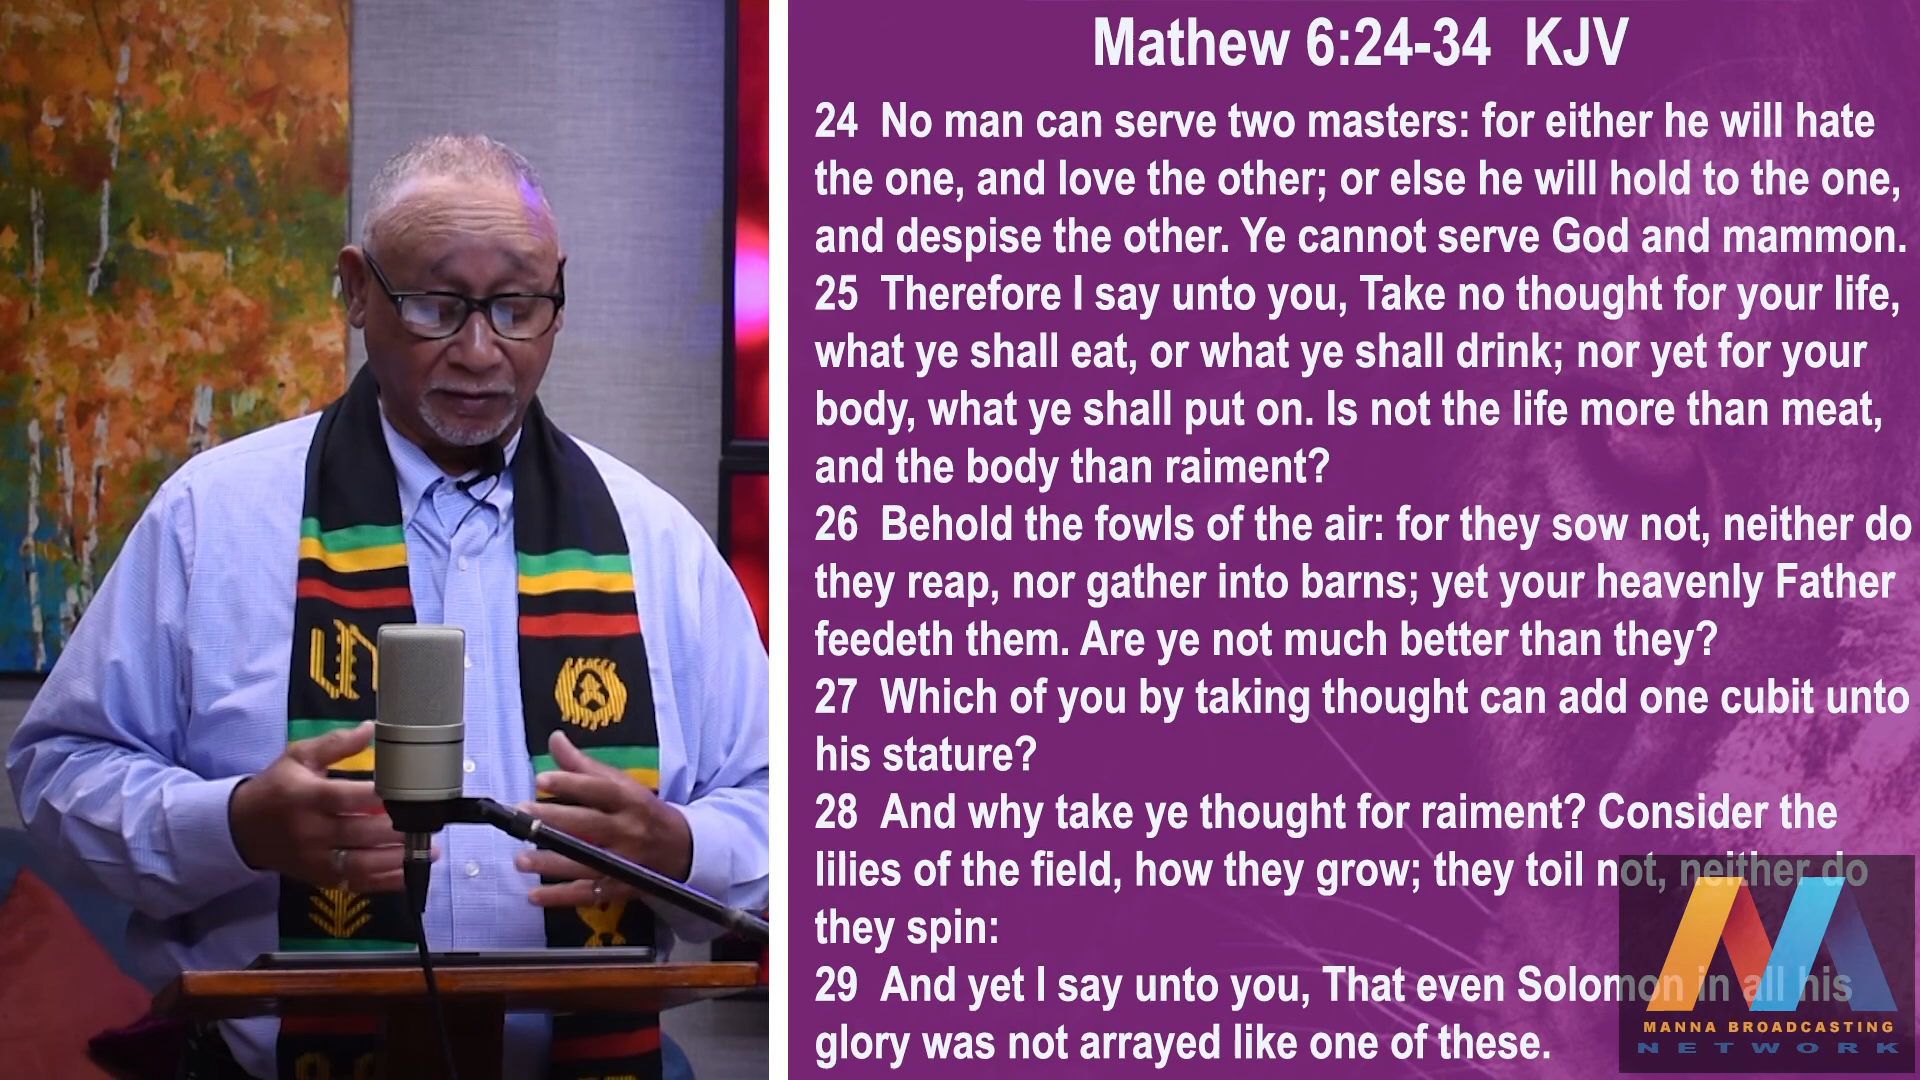 Mathew 6:24-34 KJV
24 No man can serve two masters: for either he will hate
the one, and love the other; or else he will hold to the one,
and despise the other. Ye cannot serve God and mammon.
25 Therefore I say unto you, Take no thought for your life,
what ye shall eat, or what ye shall drink; nor yet for your
body, what ye shall put on. Is not the life more than meat,
and the body than raiment?
26 Behold the fowls of the air: for they sow not, neither do
they reap, nor gather into barns; yet your heavenly Father
feedeth them. Are ye not much better than they?
27 Which of you by taking thought can add one cubit unto
his stature?
28 And why take ye thought for raiment? Consider the
lilies of the field, how they grow; they toil not, neither do
they spin:
29 And yet I say unto you, That even Solomon in all his
glory was not arrayed like one of these.
MANNA BROADCASTING
NETWORK